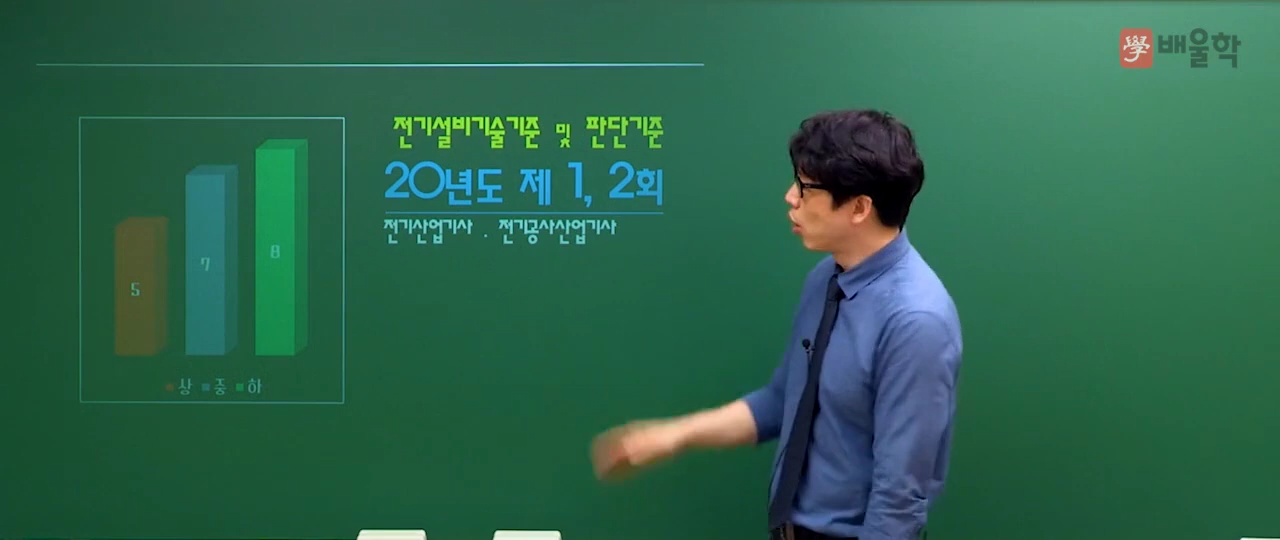 學 배울학
전기설비기술기준 및 판단기준
20년도 제 1, 2회
전기산업기사 . 전기공사산업기사
5
7
8
상 중 하